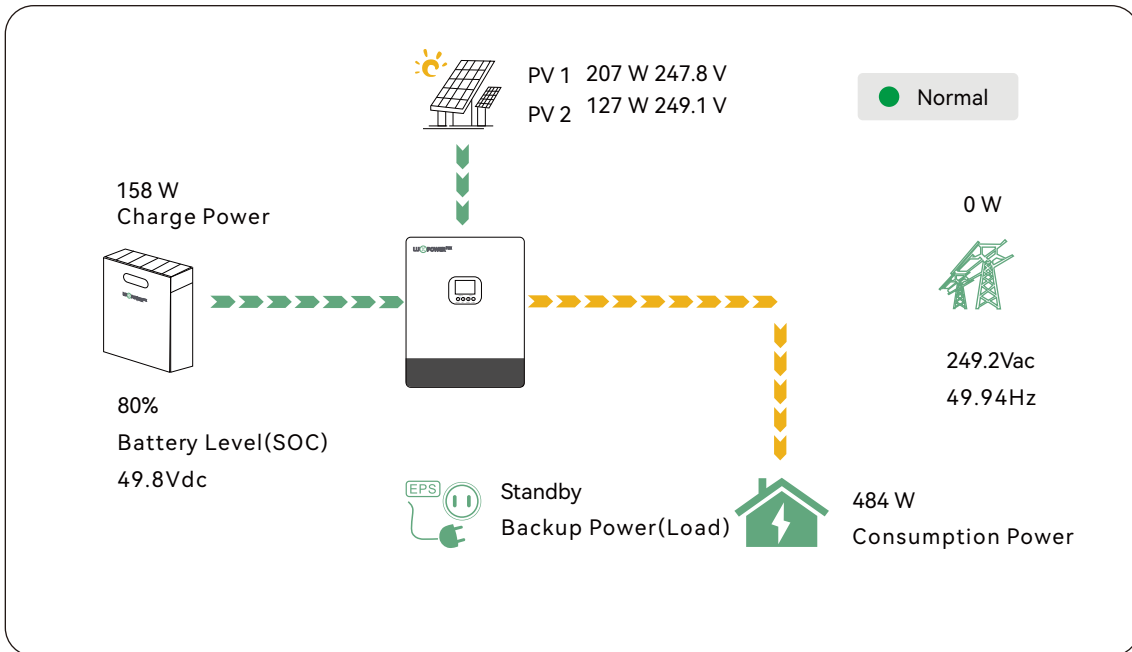 PV 1 207 W 247.8 V
PV 2 127 W 249.1 V
Normal
158 W
Charge Power
0 W
LUXPOWER
80%
Battery Level(SOC)
49.8Vdc
249.2Vac
49.94Hz
EPS
Standby
Backup Power(Load)
484 W
Consumption Power